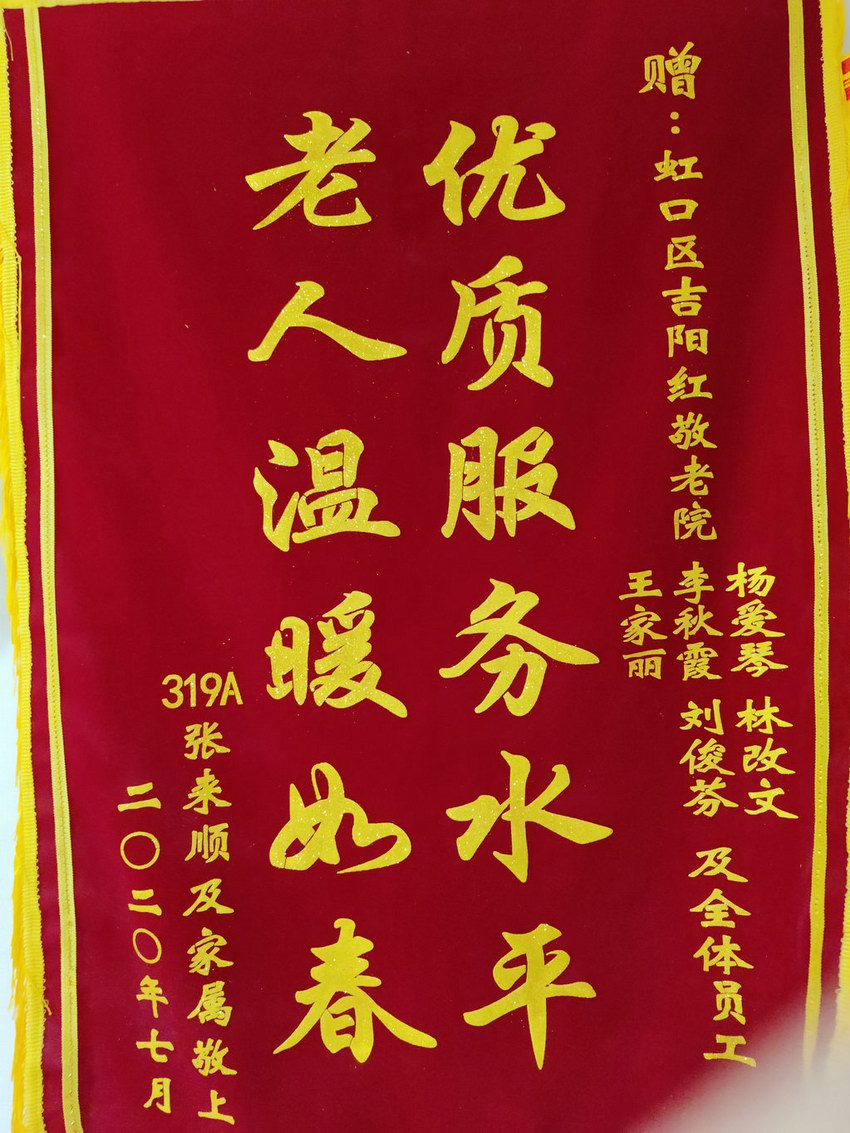 赠：虹口区吉阳红敬老院
杨爱琴 林改文
李秋霞 刘俊芬
王家丽
及全体员工
优质服务水平
老人温暖如春
319A
张来顺及家属敬上
二〇二〇年七月